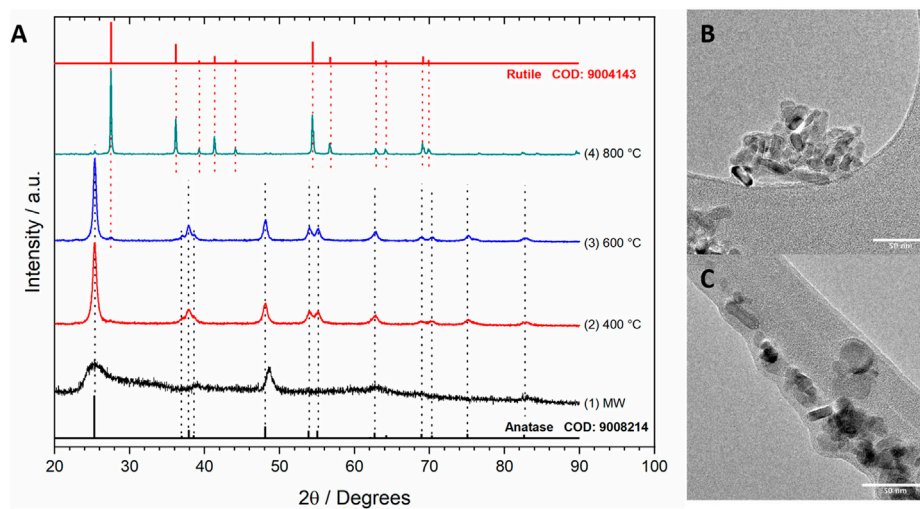 A
Rutile COD: 9004143
(4) 800 °C
(3) 600 °C
(2) 400 °C
(1) MW
Anatase COD: 9008214
Intensity / a.u.
20 30 40 50 60 70 80 90 100
2θ / Degrees
B
50 nm
C
50 nm